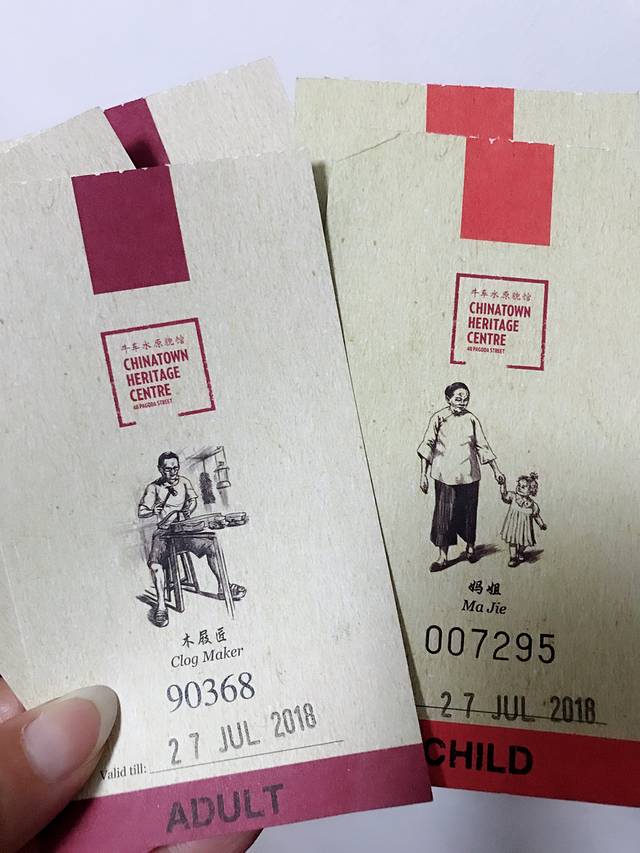 牛车水原貌馆
CHINATOWN
HERITAGE
CENTRE
48 PAGODA STREET
木屐匠
Clog Maker
90368
Valid till: 27 JUL 2018
ADULT
牛车水原貌馆
CHINATOWN
HERITAGE
CENTRE
48 PAGODA STREET
妈姐
Ma Jie
007295
27 JUL 2018
CHILD